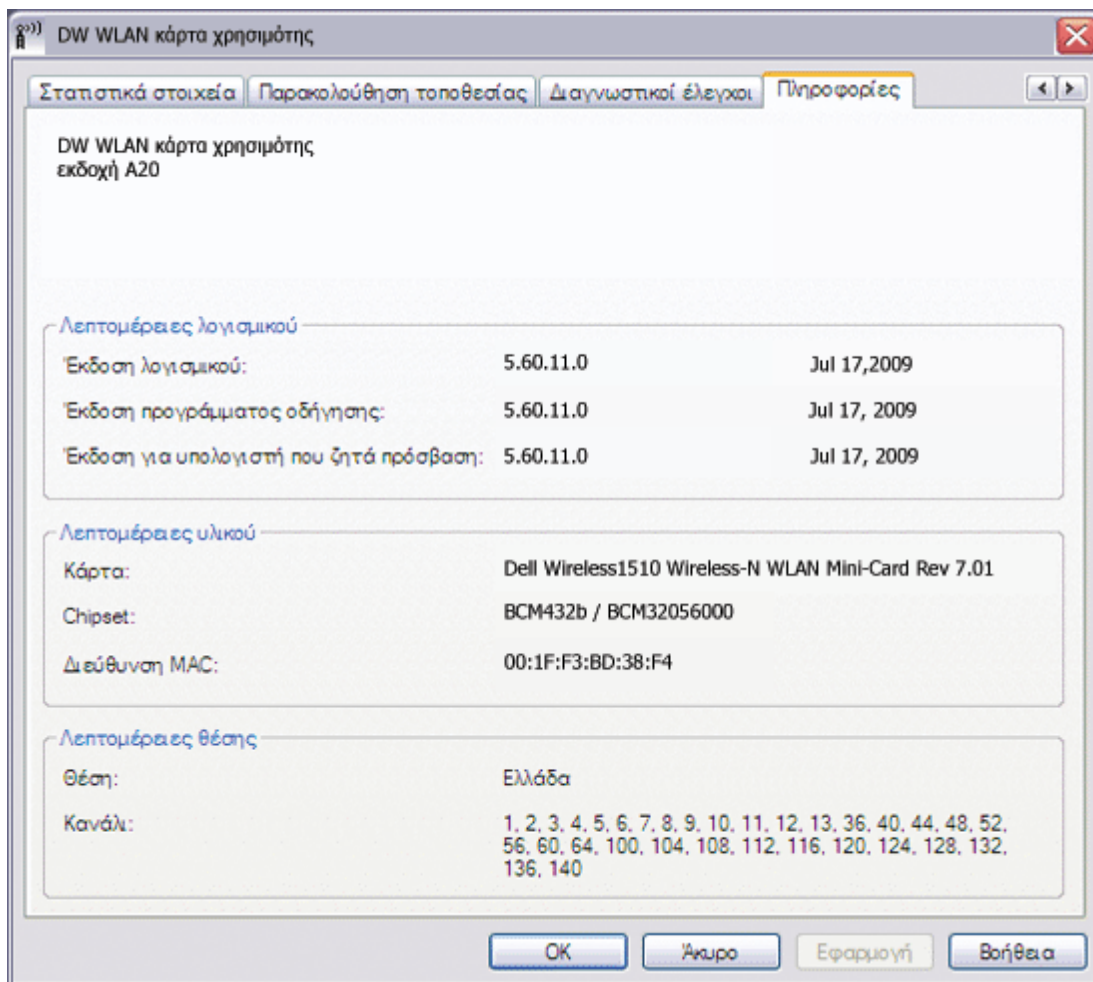 DW WLAN κάρτα χρησιμότης
Στατιστικά στοιχεία Παρακολούθηση τοποθεσίας Διαγνωστικοί έλεγχοι Πληροφορίες
DW WLAN κάρτα χρησιμότης
εκδοχή A20
Λεπτομέρειες λογισμικού
Έκδοση λογισμικού: 5.60.11.0 Jul 17,2009
Έκδοση προγράμματος οδήγησης: 5.60.11.0 Jul 17, 2009
Έκδοση για υπολογιστή που ζητά πρόσβαση: 5.60.11.0 Jul 17, 2009
Λεπτομέρειες υλικού
Κάρτα: Dell Wireless1510 Wireless-N WLAN Mini-Card Rev 7.01
Chipset: BCM432b / BCM32056000
Διεύθυνση MAC: 00:1F:F3:BD:38:F4
Λεπτομέρειες θέσης
Θέση: Ελλάδα
Κανάλι: 1, 2, 3, 4, 5, 6, 7, 8, 9, 10, 11, 12, 13, 36, 40, 44, 48, 52,
56, 60, 64, 100, 104, 108, 112, 116, 120, 124, 128, 132,
136, 140
OK Άκυρο Εφαρμογή Βοήθεια